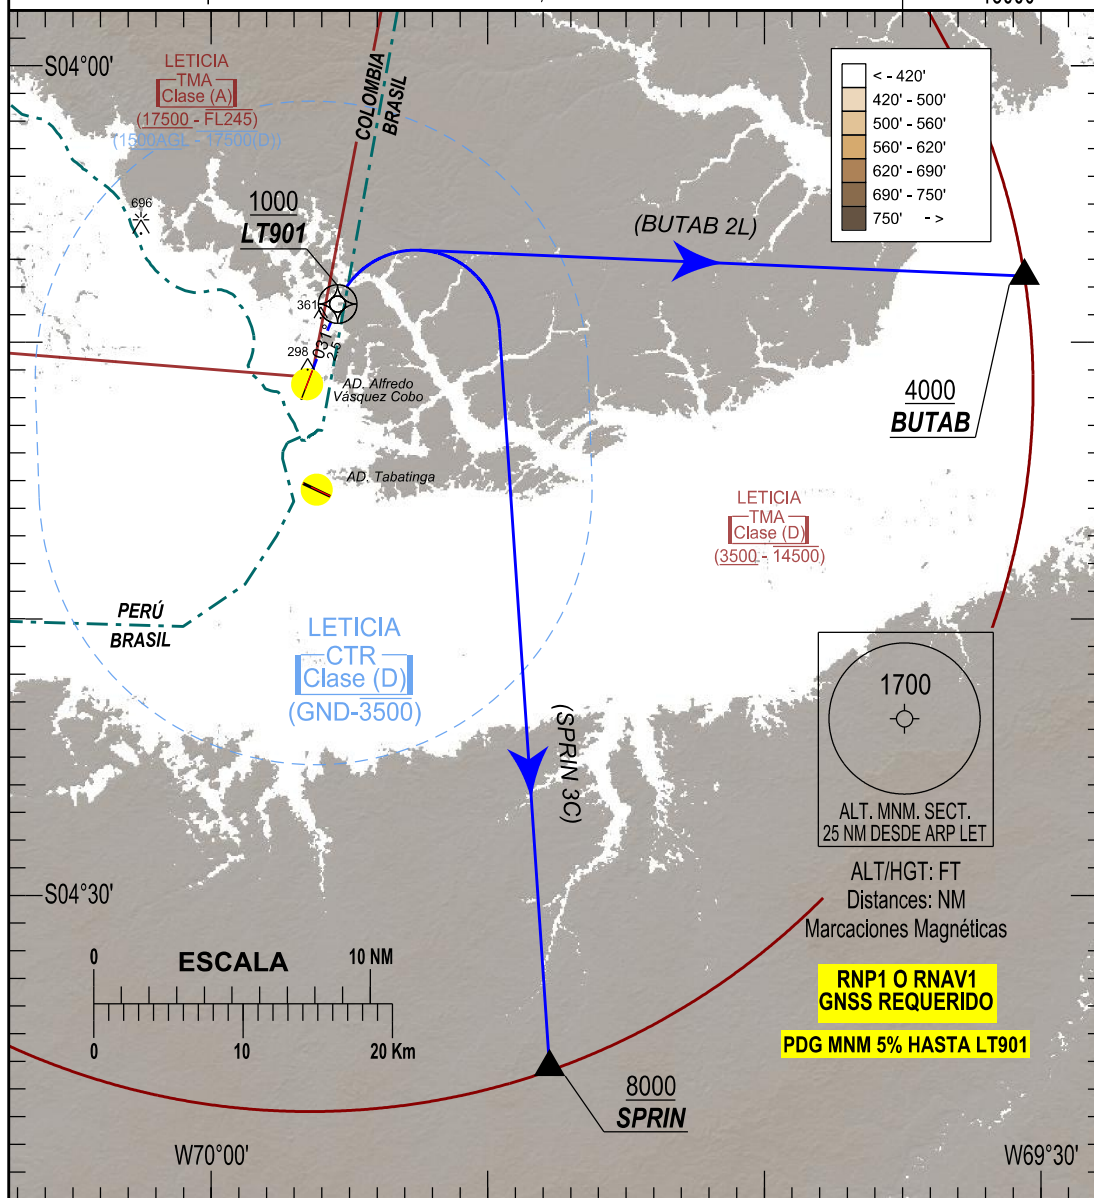 S04°00'
LETICIA
TMA
Clase (A)
(17500 - FL245)
(1500AGL - 17500(D))
COLOMBIA
BRASIL
< - 420'
420' - 500'
500' - 560'
560' - 620'
620' - 690'
690' - 750'
750' - >
696
1000
LT901
(BUTAB 2L)
361
031°
2.5
298
AD. Alfredo
Vásquez Cobo
4000
BUTAB
AD. Tabatinga
LETICIA
TMA
Clase (D)
(3500 - 14500)
PERÚ
BRASIL
LETICIA
CTR
Clase (D)
(GND-3500)
(SPRIN 3C)
1700
ALT. MNM. SECT.
25 NM DESDE ARP LET
ALT/HGT: FT
Distances: NM
Marcaciones Magnéticas
S04°30'
ESCALA
0 10 NM
0 10 20 Km
RNP1 O RNAV1
GNSS REQUERIDO
PDG MNM 5% HASTA LT901
8000
SPRIN
W70°00'
W69°30'